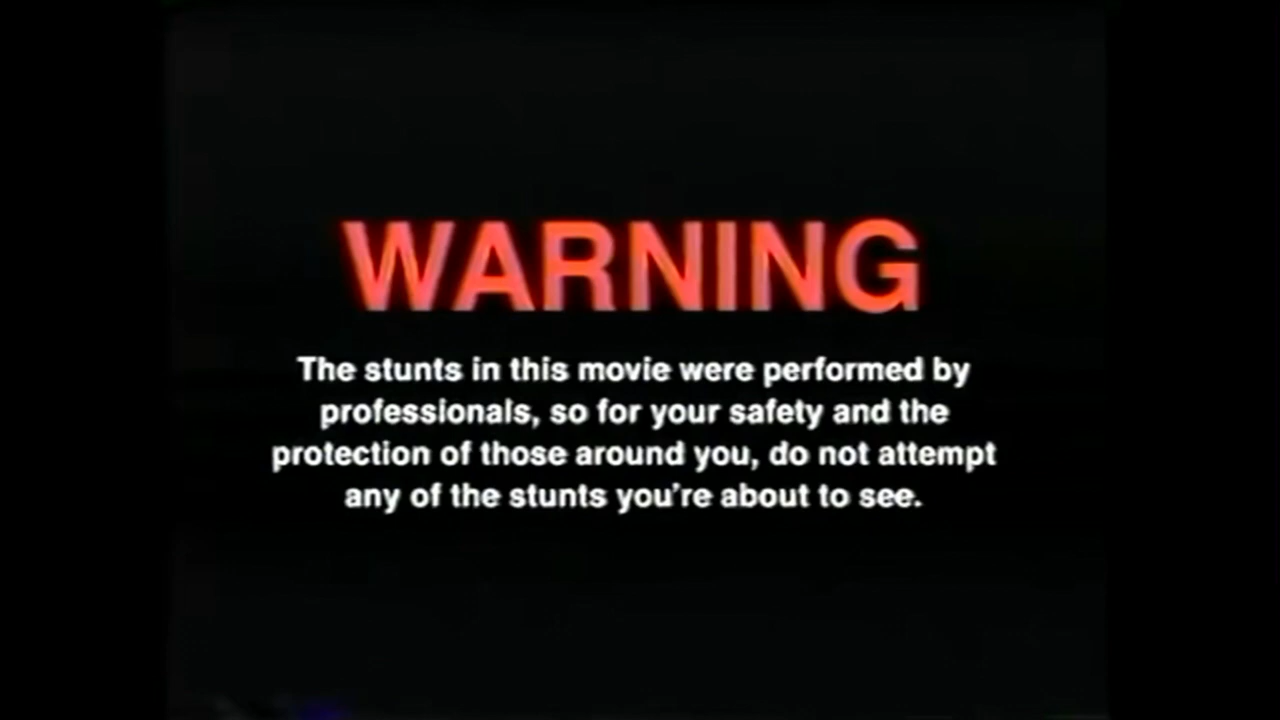 WARNING
The stunts in this movie were performed by
professionals, so for your safety and the
protection of those around you, do not attempt
any of the stunts you're about to see.